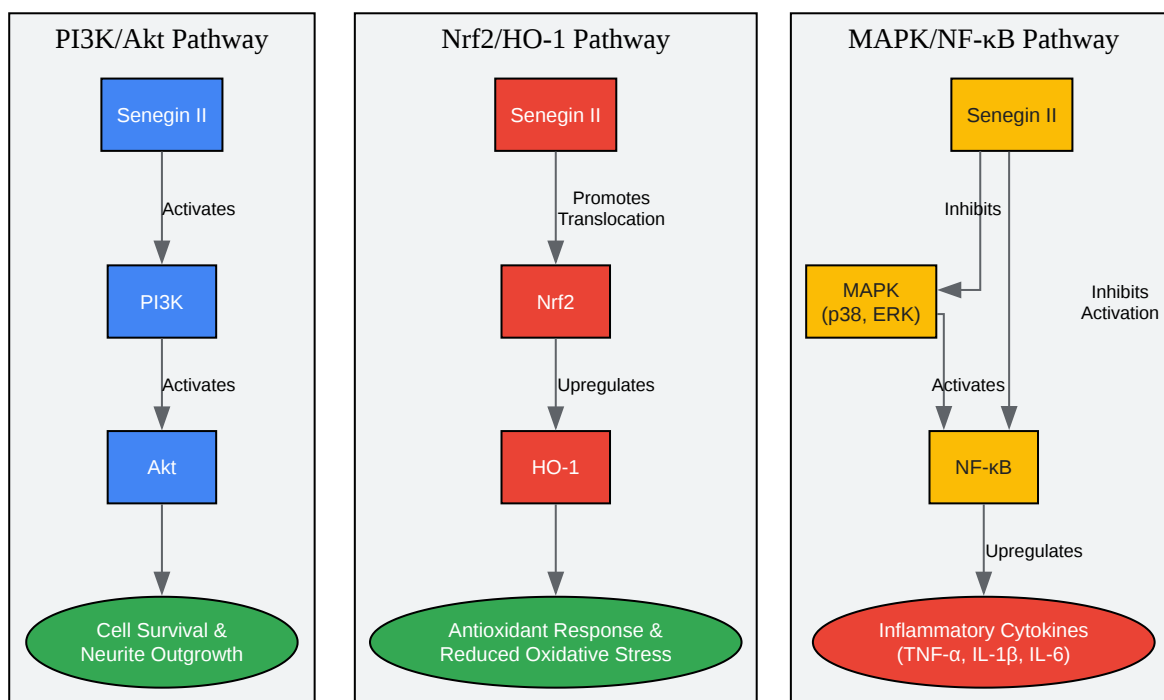 PI3K/Akt Pathway
Senegin II
Activates
PI3K
Activates
Akt
Cell Survival &
Neurite Outgrowth
Nrf2/HO-1 Pathway
Senegin II
Promotes
Translocation
Nrf2
Upregulates
HO-1
Antioxidant Response &
Reduced Oxidative Stress
MAPK/NF-κB Pathway
Senegin II
Inhibits
MAPK
(p38, ERK)
Inhibits
Activation
Activates
NF-κB
Upregulates
Inflammatory Cytokines
(TNF-α, IL-1β, IL-6)